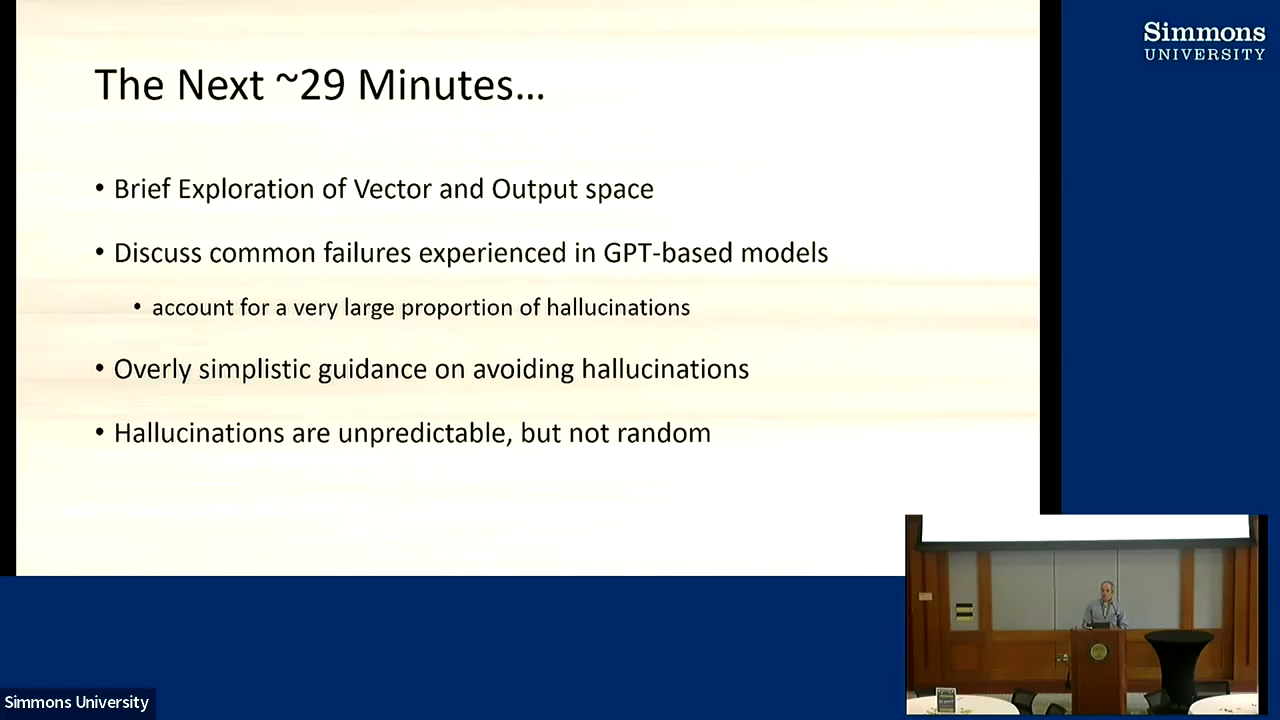 The Next ~29 Minutes...
• Brief Exploration of Vector and Output space
• Discuss common failures experienced in GPT-based models
• account for a very large proportion of hallucinations
• Overly simplistic guidance on avoiding hallucinations
• Hallucinations are unpredictable, but not random
Simmons
UNIVERSITY
Simmons University